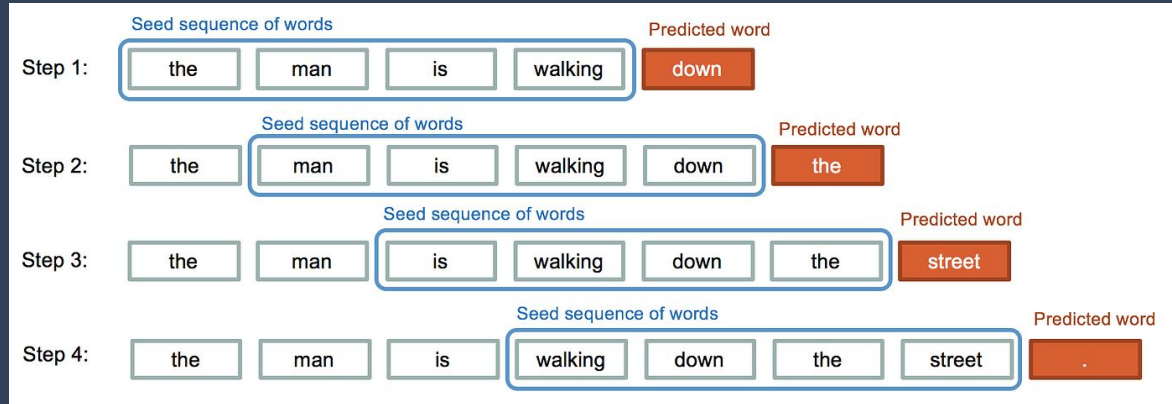 Seed sequence of words
Predicted word
Step 1: the man is walking down
Seed sequence of words
Predicted word
Step 2: the man is walking down the
Seed sequence of words
Predicted word
Step 3: the man is walking down the street
Seed sequence of words
Predicted word
Step 4: the man is walking down the street .